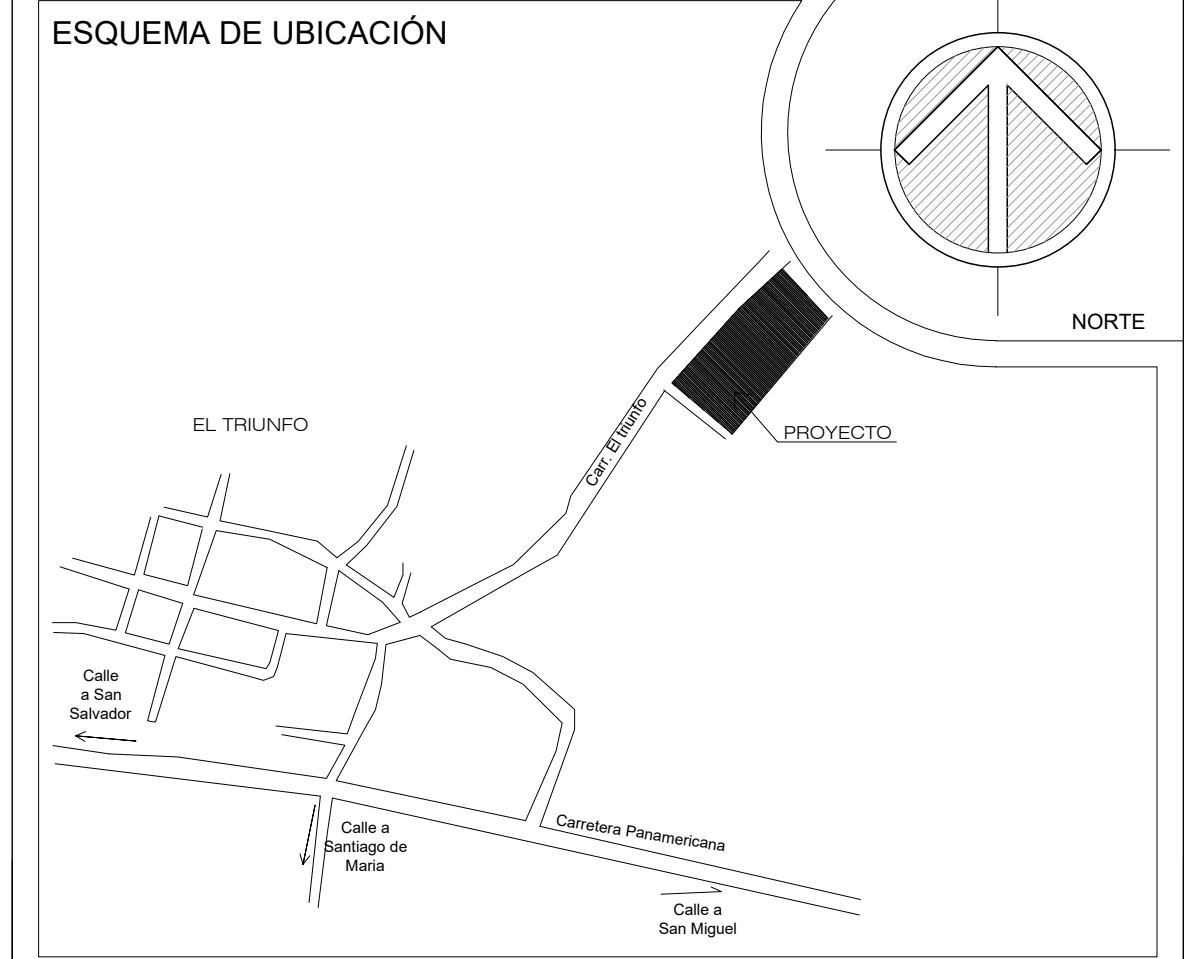 ESQUEMA DE UBICACIÓN
NORTE
EL TRIUNFO
Carr. El triunfo
PROYECTO
Calle
a San
Salvador
Calle a
Santiago de
Maria
Carretera Panamericana
Calle a
San Miguel